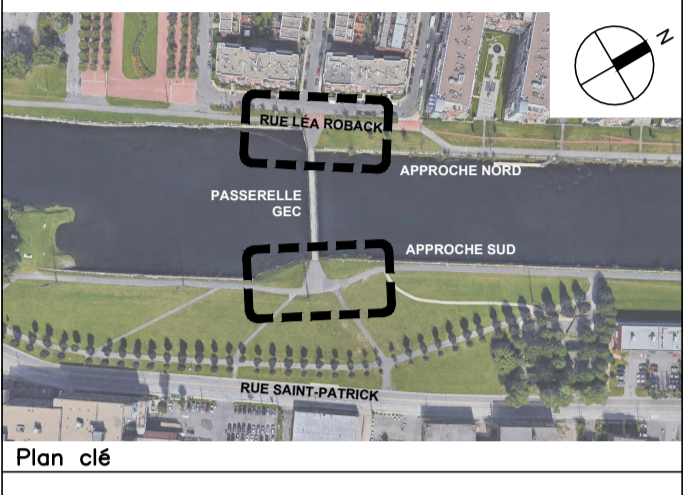 N
RUE LÉA ROBACK
APPROCHE NORD
PASSERELLE
GEC
APPROCHE SUD
RUE SAINT-PATRICK
Plan clé